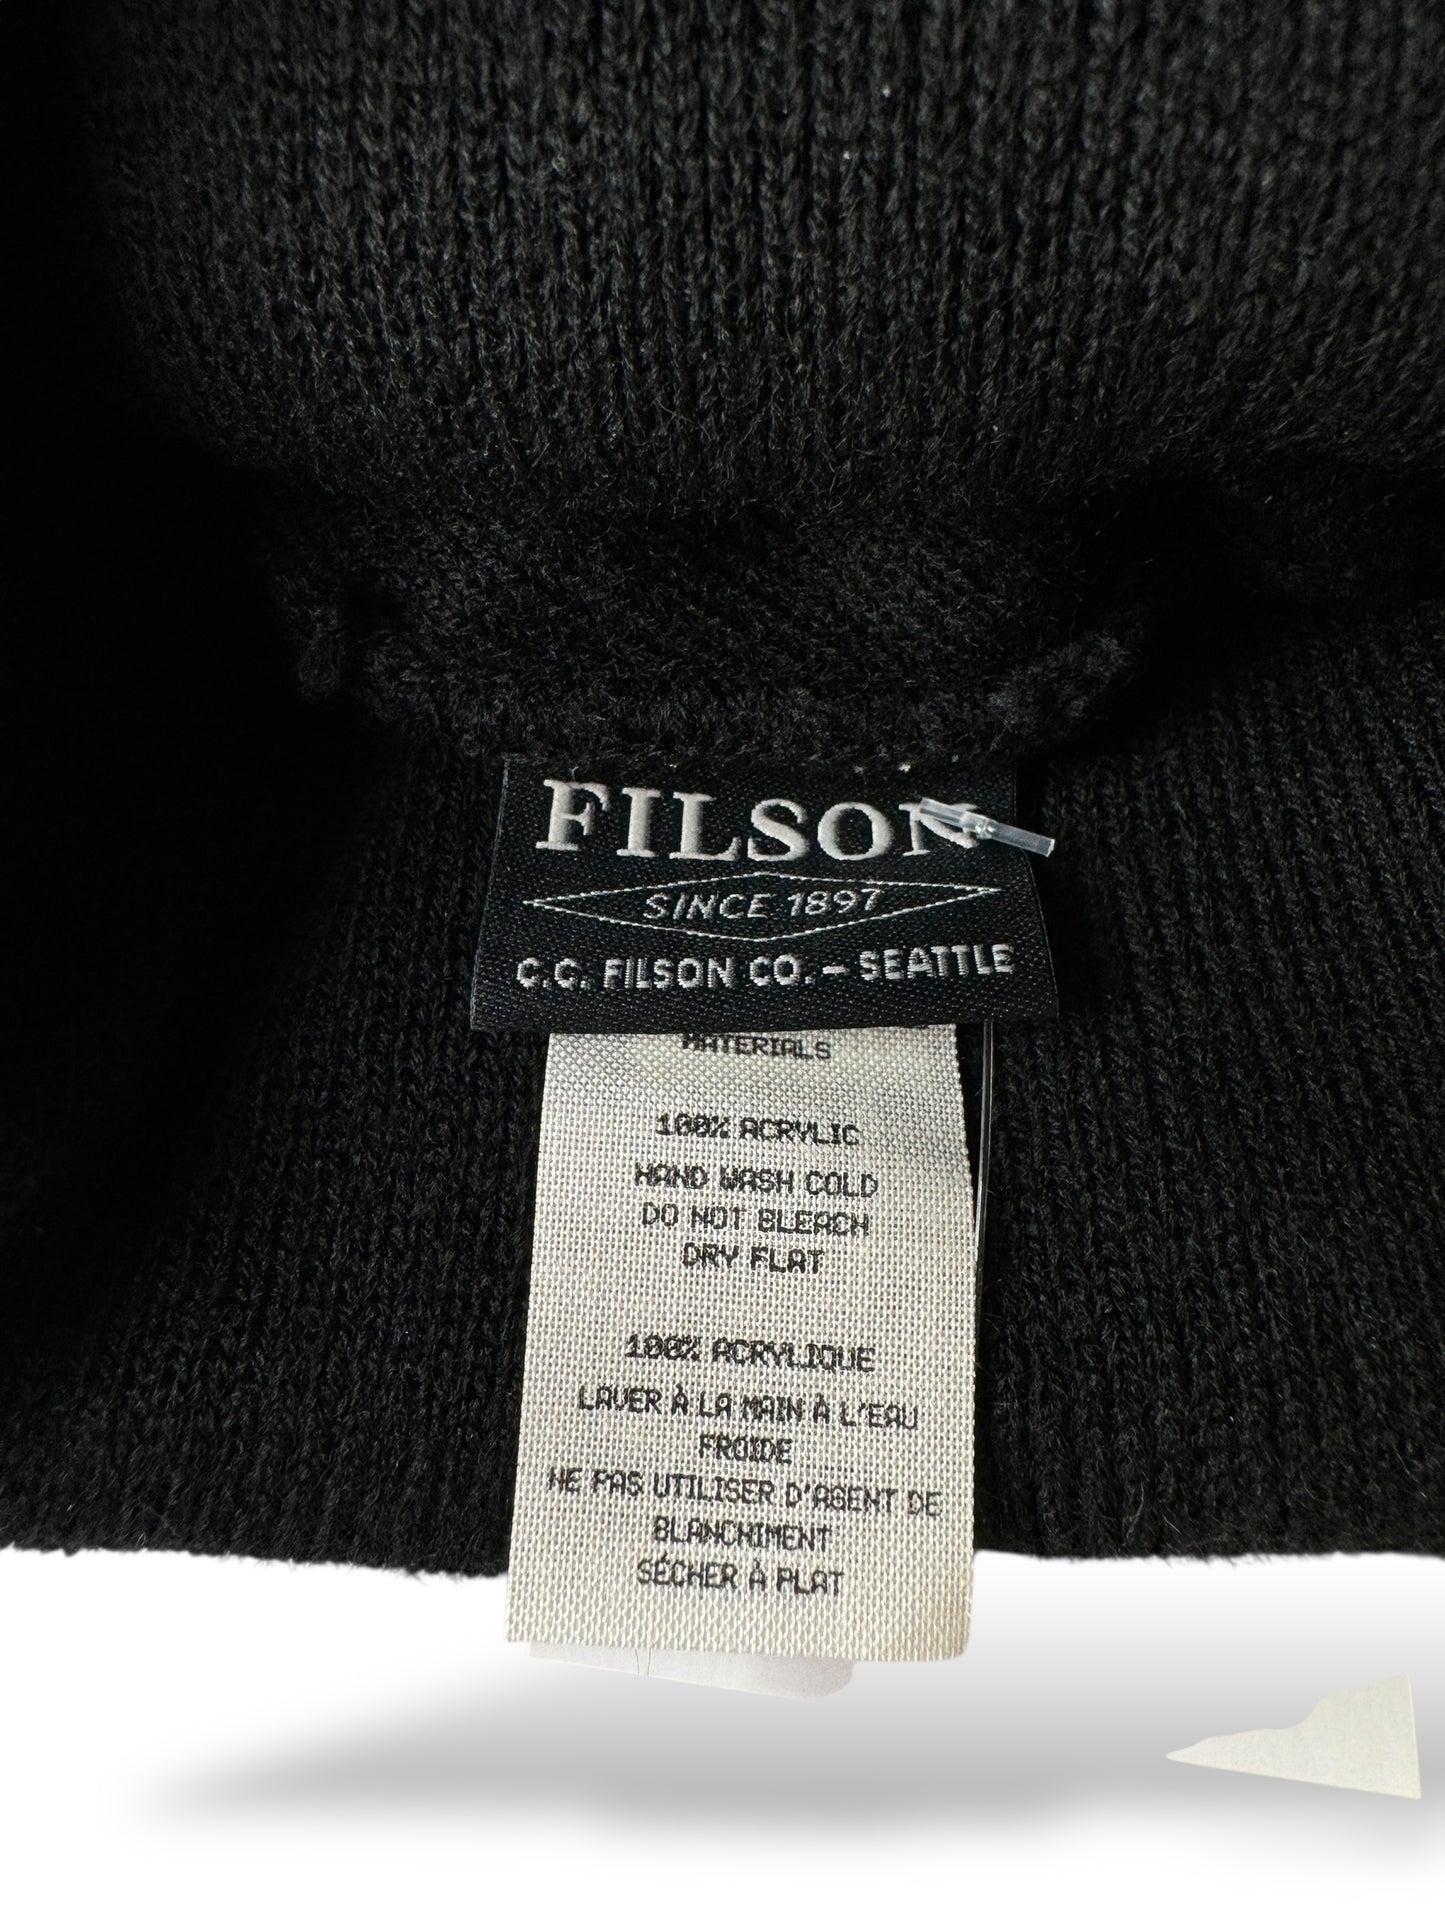 FILSON
SINCE 1897
C.C. FILSON CO. – SEATTLE
MATERIALS
100% ACRYLIC
HAND WASH COLD
DO NOT BLEACH
DRY FLAT
100% ACRYLIQUE
LAVER À LA MAIN À L'EAU
FROIDE
NE PAS UTILISER D'AGENT DE
BLANCHIMENT
SÉCHER À PLAT